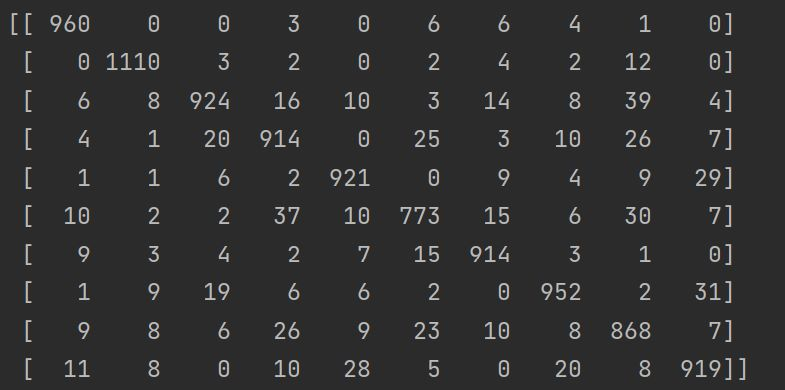 [[ 960 0 0 3 0 6 6 4 1 0]
[ 0 1110 3 2 0 2 4 2 12 0]
[ 6 8 924 16 10 3 14 8 39 4]
[ 4 1 20 914 0 25 3 10 26 7]
[ 1 1 6 2 921 0 9 4 9 29]
[ 10 2 2 37 10 773 15 6 30 7]
[ 9 3 4 2 7 15 914 3 1 0]
[ 1 9 19 6 6 2 0 952 2 31]
[ 9 8 6 26 9 23 10 8 868 7]
[ 11 8 0 10 28 5 0 20 8 919]]